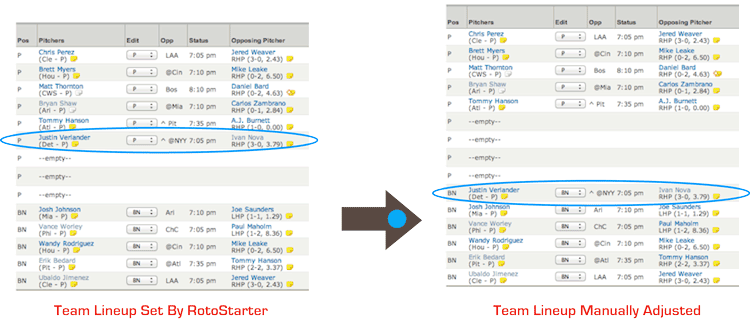 Pos Pitchers Edit Opp Status Opposing Pitcher
P Chris Perez (Cle - P) P LAA 7:05 pm Jered Weaver RHP (3-0, 2.43)
P Brett Myers (Hou - P) P @Cin 7:10 pm Mike Leake RHP (0-2, 6.50)
P Matt Thornton (CWS - P) P Bos 8:10 pm Daniel Bard RHP (0-2, 4.63)
P Bryan Shaw (Ari - P) P @Mia 7:10 pm Carlos Zambrano RHP (0-1, 2.84)
P Tommy Hanson (Atl - P) P ^ Pit 7:35 pm A.J. Burnett RHP (1-0, 0.00)
P Justin Verlander (Det - P) P ^ @NYY 7:05 pm Ivan Nova RHP (3-0, 3.79)
P --empty--
P --empty--
BN Josh Johnson (Mia - P) BN Ari 7:10 pm Joe Saunders LHP (1-1, 1.29)
BN Vance Worley (Phi - P) BN ChC 7:05 pm Paul Maholm LHP (1-2, 8.36)
BN Wandy Rodriguez (Hou - P) BN @Cin 7:10 pm Mike Leake RHP (0-2, 6.50)
BN Erik Bedard (Pit - P) BN @Atl 7:35 pm Tommy Hanson RHP (2-2, 3.37)
BN Ubaldo Jimenez (Cle - P) BN LAA 7:05 pm Jered Weaver RHP (3-0, 2.43)
Team Lineup Set By RotoStarter
Pos Pitchers Edit Opp Status Opposing Pitcher
P Chris Perez (Cle - P) P LAA 7:05 pm Jered Weaver RHP (3-0, 2.43)
P Brett Myers (Hou - P) P @Cin 7:10 pm Mike Leake RHP (0-2, 6.50)
P Matt Thornton (CWS - P) P Bos 8:10 pm Daniel Bard RHP (0-2, 4.63)
P Bryan Shaw (Ari - P) P @Mia 7:10 pm Carlos Zambrano RHP (0-1, 2.84)
P Tommy Hanson (Atl - P) P ^ Pit 7:35 pm A.J. Burnett RHP (1-0, 0.00)
P --empty--
P --empty--
P --empty--
BN Justin Verlander (Det - P) BN ^ @NYY 7:05 pm Ivan Nova RHP (3-0, 3.79)
BN Josh Johnson (Mia - P) BN Ari 7:10 pm Joe Saunders LHP (1-1, 1.29)
BN Vance Worley (Phi - P) BN ChC 7:05 pm Paul Maholm LHP (1-2, 8.36)
BN Wandy Rodriguez (Hou - P) BN @Cin 7:10 pm Mike Leake RHP (0-2, 6.50)
BN Erik Bedard (Pit - P) BN @Atl 7:35 pm Tommy Hanson RHP (2-2, 3.37)
BN Ubaldo Jimenez (Cle - P) BN LAA 7:05 pm Jered Weaver RHP (3-0, 2.43)
Team Lineup Manually Adjusted